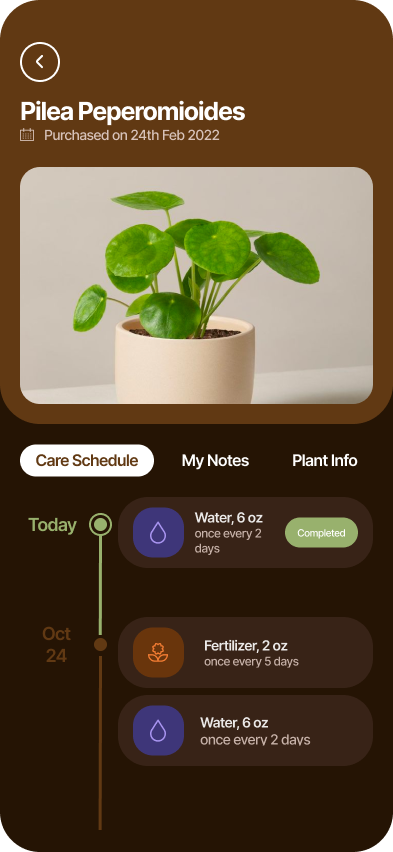 Pilea Peperomioides
Purchased on 24th Feb 2022
Care Schedule
My Notes
Plant Info
Today
Water, 6 oz
once every 2
days
Completed
Oct
24
Fertilizer, 2 oz
once every 5 days
Water, 6 oz
once every 2 days